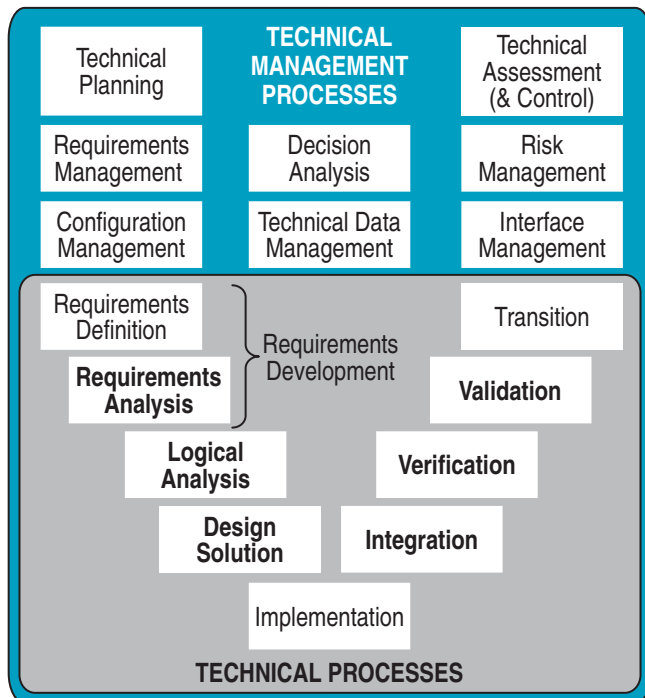 Technical
Planning
TECHNICAL
MANAGEMENT
PROCESSES
Technical
Assessment
(& Control)
Requirements
Management
Decision
Analysis
Risk
Management
Configuration
Management
Technical Data
Management
Interface
Management
Requirements
Definition
Requirements
Development
Transition
Requirements
Analysis
Validation
Logical
Analysis
Verification
Design
Solution
Integration
Implementation
TECHNICAL PROCESSES